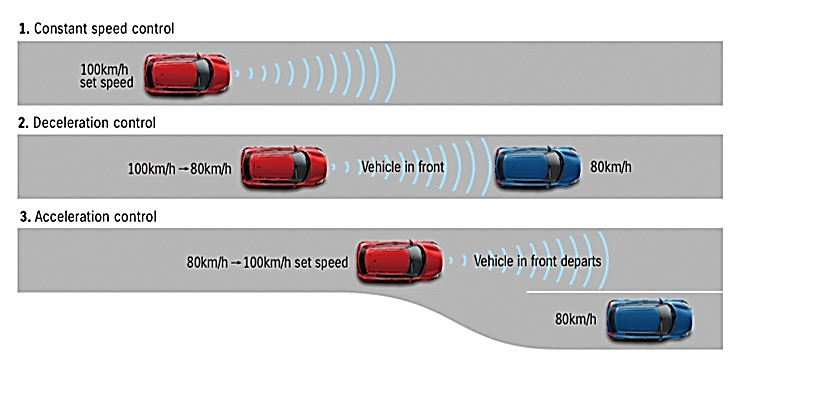 1. Constant speed control
100km/h
set speed
2. Deceleration control
100km/h→80km/h
Vehicle in front
80km/h
3. Acceleration control
80km/h→100km/h set speed
Vehicle in front departs
80km/h